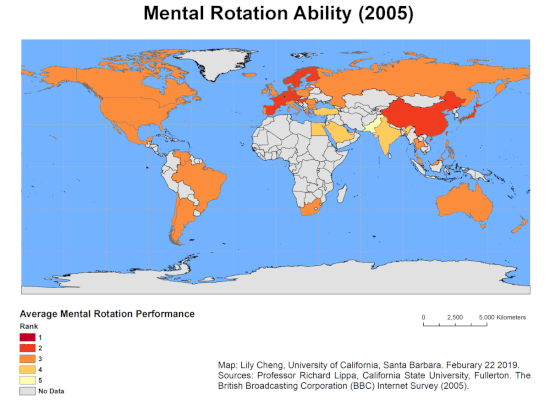 Mental Rotation Ability (2005)
Average Mental Rotation Performance
Rank
1
2
3
4
5
No Data
0 2,500 5,000 Kilometers
Map: Lily Cheng, University of California, Santa Barbara. Feburary 22 2019.
Sources: Professor Richard Lippa, California State University, Fullerton. The
British Broadcasting Corporation (BBC) Internet Survey (2005).